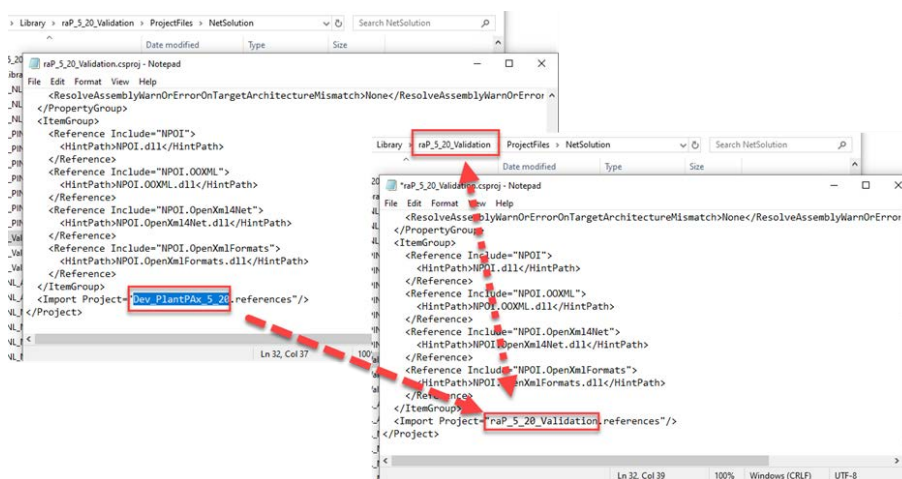 › Library › raP_5_20_Validation › ProjectFiles › NetSolution
Search NetSolution
Date modified Type Size
raP_5_20_Validation.csproj - Notepad
File Edit Format View Help
<ResolveAssemblyWarnOrErrorOnTargetArchitectureMismatch>None</ResolveAssemblyWarnOrError
</PropertyGroup>
<ItemGroup>
<Reference Include="NPOI">
<HintPath>NPOI.dll</HintPath>
</Reference>
<Reference Include="NPOI.OOXML">
<HintPath>NPOI.OOXML.dll</HintPath>
</Reference>
<Reference Include="NPOI.OpenXml4Net">
<HintPath>NPOI.OpenXml4Net.dll</HintPath>
</Reference>
<Reference Include="NPOI.OpenXmlFormats">
<HintPath>NPOI.OpenXmlFormats.dll</HintPath>
</Reference>
</ItemGroup>
<Import Project="Dev_PlantPAx_5_20.references"/>
</Project>
Ln 32, Col 37 100%
Library › raP_5_20_Validation ProjectFiles › NetSolution
Search NetSolution
Date modified Type Size
*raP_5_20_Validation.csproj - Notepad
File Edit Format View Help
<ResolveAssemblyWarnOrErrorOnTargetArchitectureMismatch>None</ResolveAssemblyWarnOrError
</PropertyGroup>
<ItemGroup>
<Reference Include="NPOI">
<HintPath>NPOI.dll</HintPath>
</Reference>
<Reference Include="NPOI.OOXML">
<HintPath>NPOI.OOXML.dll</HintPath>
</Reference>
<Reference Include="NPOI.OpenXml4Net">
<HintPath>NPOI.OpenXml4Net.dll</HintPath>
</Reference>
<Reference Include="NPOI.OpenXmlFormats">
<HintPath>NPOI.OpenXmlFormats.dll</HintPath>
</Reference>
</ItemGroup>
<Import Project="raP_5_20_Validation.references"/>
</Project>
Ln 32, Col 39 100% Windows (CRLF) UTF-8